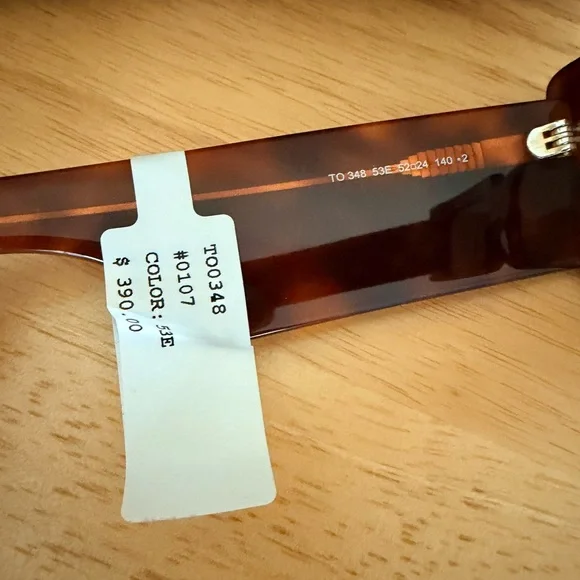 TO 348 53E 52□24 140 •2
TO0348
#0107
COLOR: 53E
$ 390.00